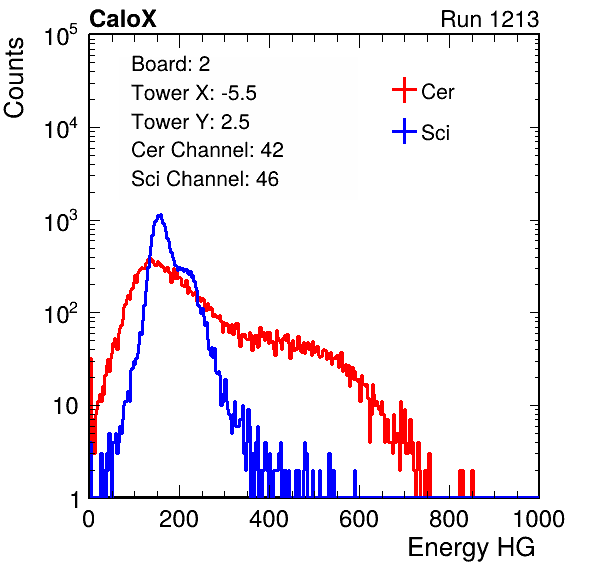 CaloX Run 1213
Counts
Board: 2
Tower X: -5.5
Tower Y: 2.5
Cer Channel: 42
Sci Channel: 46
Cer
Sci
10^5
10^4
10^3
10^2
10
1
0 200 400 600 800 1000
Energy HG